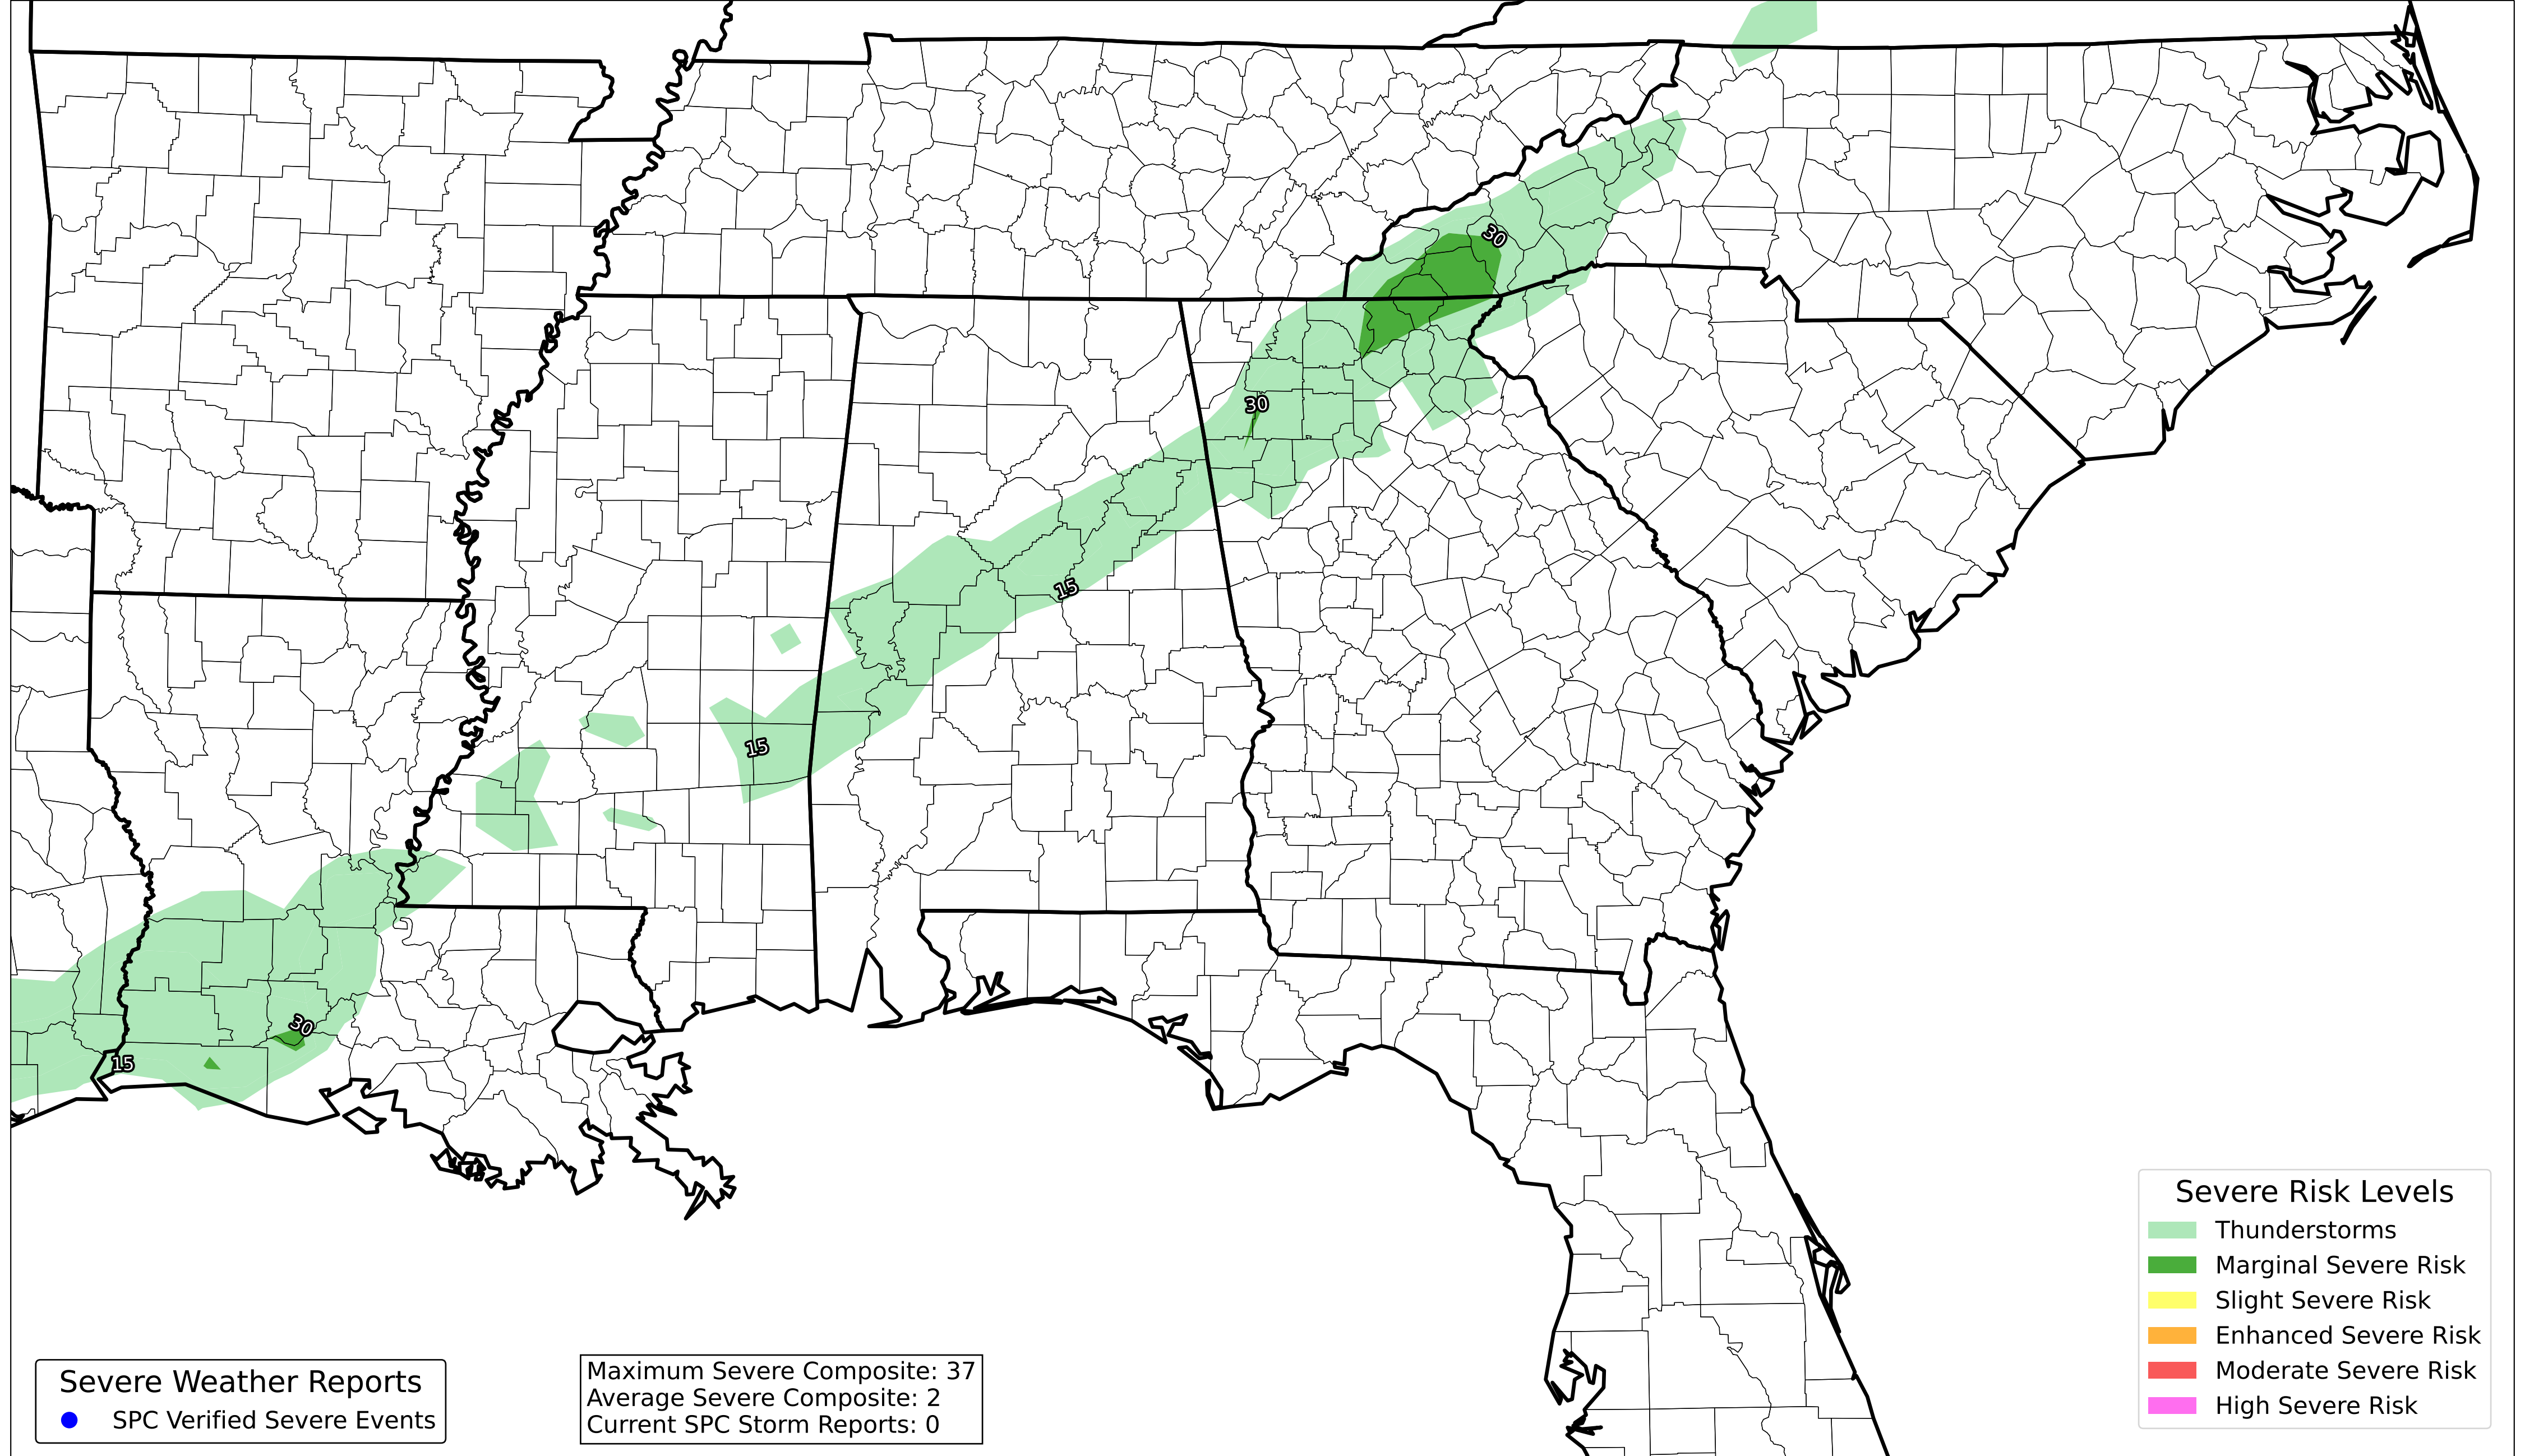 30
30
15
15
30
15
Severe Risk Levels
Thunderstorms
Marginal Severe Risk
Slight Severe Risk
Enhanced Severe Risk
Moderate Severe Risk
High Severe Risk
Severe Weather Reports
SPC Verified Severe Events
Maximum Severe Composite: 37
Average Severe Composite: 2
Current SPC Storm Reports: 0